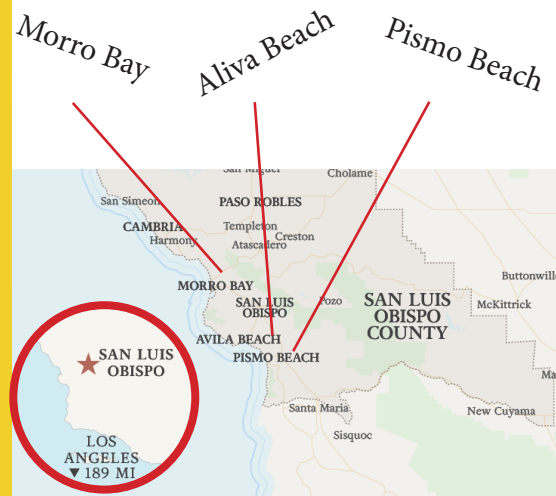 Morro Bay
Aliva Beach
Pismo Beach
San Miguel
Cholame
San Simeon
PASO ROBLES
CAMBRIA
Templeton
Harmony
Creston
Atascadero
Buttonwill
MORRO BAY
SAN LUIS
OBISPO
Pozo
SAN LUIS
OBISPO
COUNTY
McKittrick
AVILA BEACH
PISMO BEACH
SAN LUIS
OBISPO
Ma
Santa Maria
New Cuyama
Sisquoc
LOS
ANGELES
▼ 189 MI